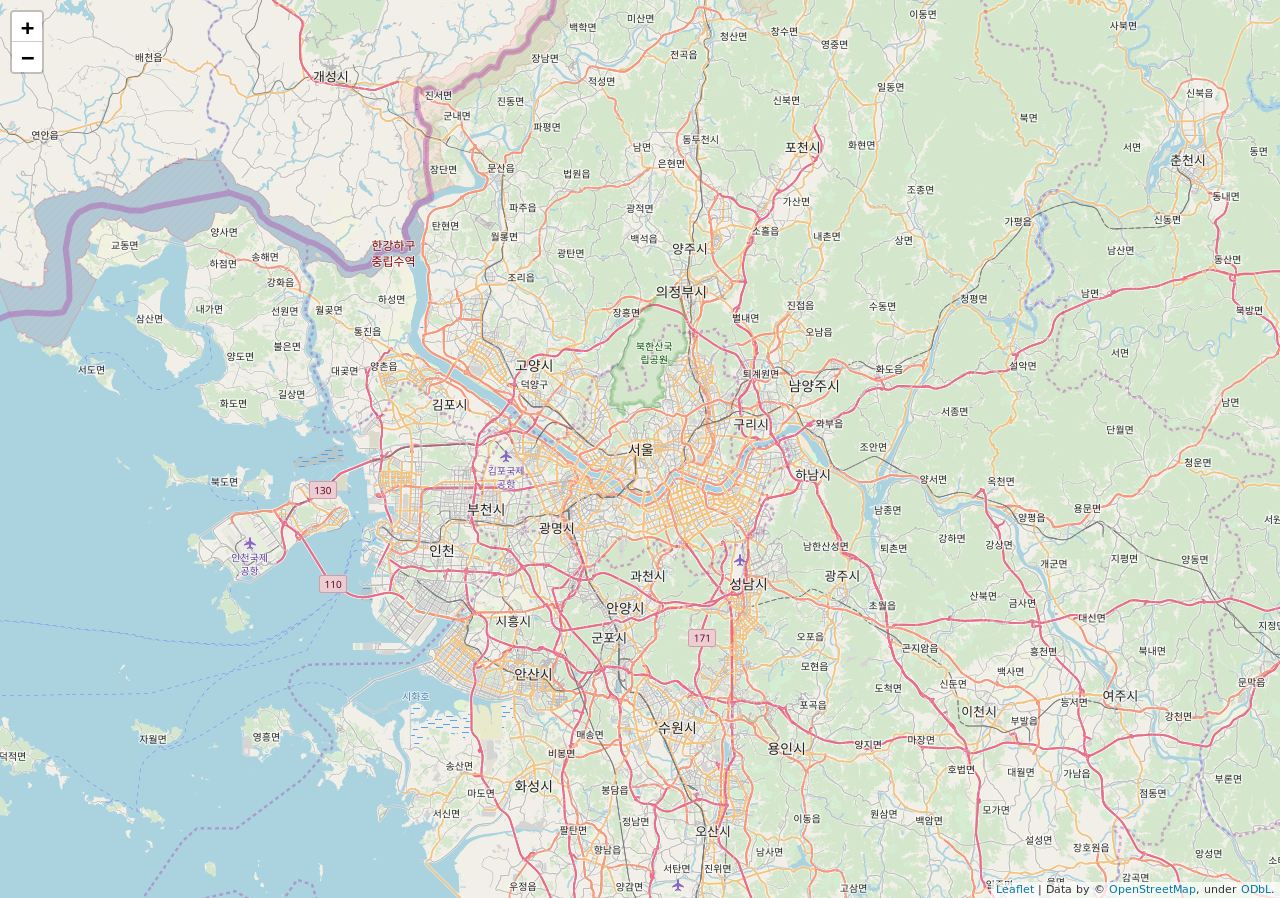 +
−
미산면
이동면
백학면
창수면
사북면
청산면
영중면
배천읍
장남면
전곡읍
개성시
적성면
일동면
진서면
진동면
신북면
신북읍
군내면
북면
파평면
연안읍
동두천시
남면
포천시
화현면
서면
동면
은현면
춘천시
장단면
문산읍
법원읍
조종면
동내면
가산면
파주읍
광적면
신동면
가평읍
탄현면
양사면
소흘읍
월롱면
백석읍
내촌면
상면
교동면
한강하구
중립수역
양주시
남산면
광탄면
송해면
하점면
동산면
강화읍
조리읍
의정부시
남면
하성면
청평면
내가면
선원면
월곶면
장흥면
진접읍
수동면
북방면
삼산면
별내면
통진읍
오남읍
불은면
북한산국
립공원
양도면
서면
고양시
양촌읍
설악면
서도면
대곶면
화도읍
퇴계원면
덕양구
남양주시
길상면
화도면
김포시
남면
서종면
구리시
와부읍
단월면
서울
조안면
김포국제
공항
청운면
하남시
북도면
양서면
옥천면
130
부천시
남종면
용문면
양평읍
서원
광명시
강하면
인천
인천국제
공항
남한산성면
퇴촌면
강상면
지평면
양동면
개군면
과천시
광주시
110
성남시
산북면
금사면
안양시
초월읍
대신면
시흥시
지정면
171
군포시
오포읍
곤지암읍
흥천면
북내면
모현읍
백사면
안산시
도척면
신둔면
문막읍
시화호
여주시
포곡읍
능서면
이천시
강천면
부발읍
수원시
매송면
자월면
영흥면
마장면
양지면
용인시
비봉면
덕적면
송산면
호법면
대월면
가남읍
부론면
화성시
봉담읍
마도면
점동면
서신면
모가면
원삼면
이동읍
정남면
백암면
팔탄면
오산시
설성면
장호원읍
향남읍
남사면
앙성면
서탄면
진위면
감곡면
우정읍
양감면
고삼면
Leaflet | Data by © OpenStreetMap, under ODbL.